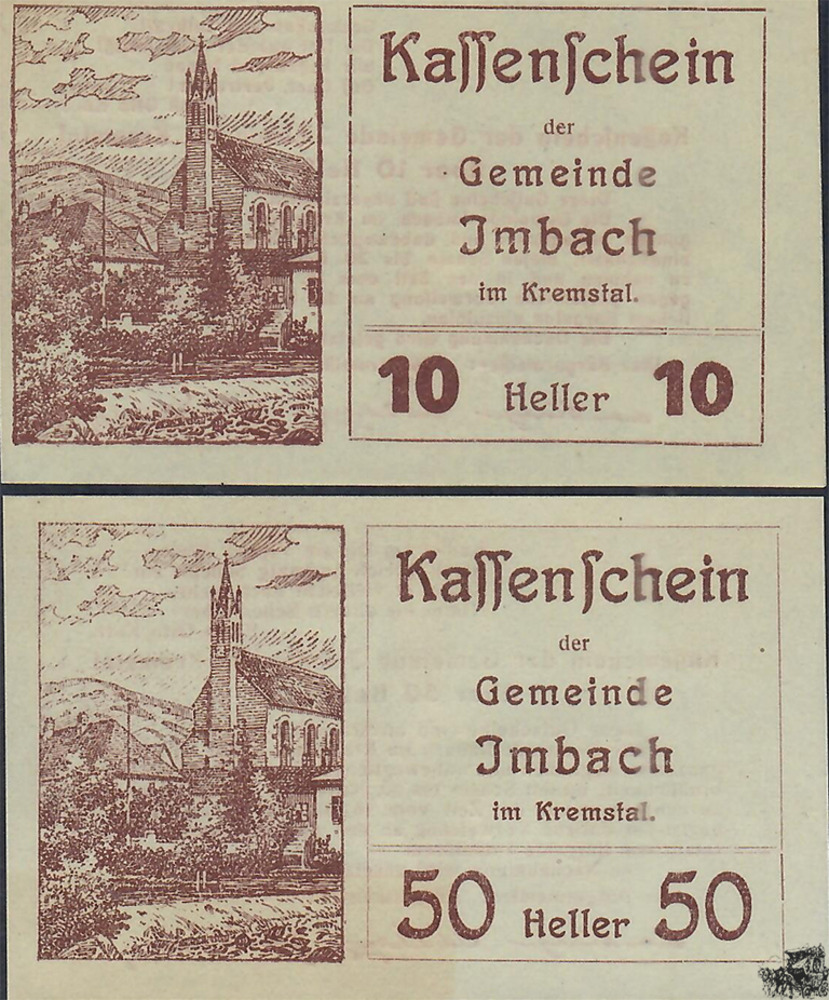 Kaſſenſchein
der
Gemeinde
Imbach
im Kremstal.
10 Heller 10
Kaſſenſchein
der
Gemeinde
Imbach
im Kremstal.
50 Heller 50